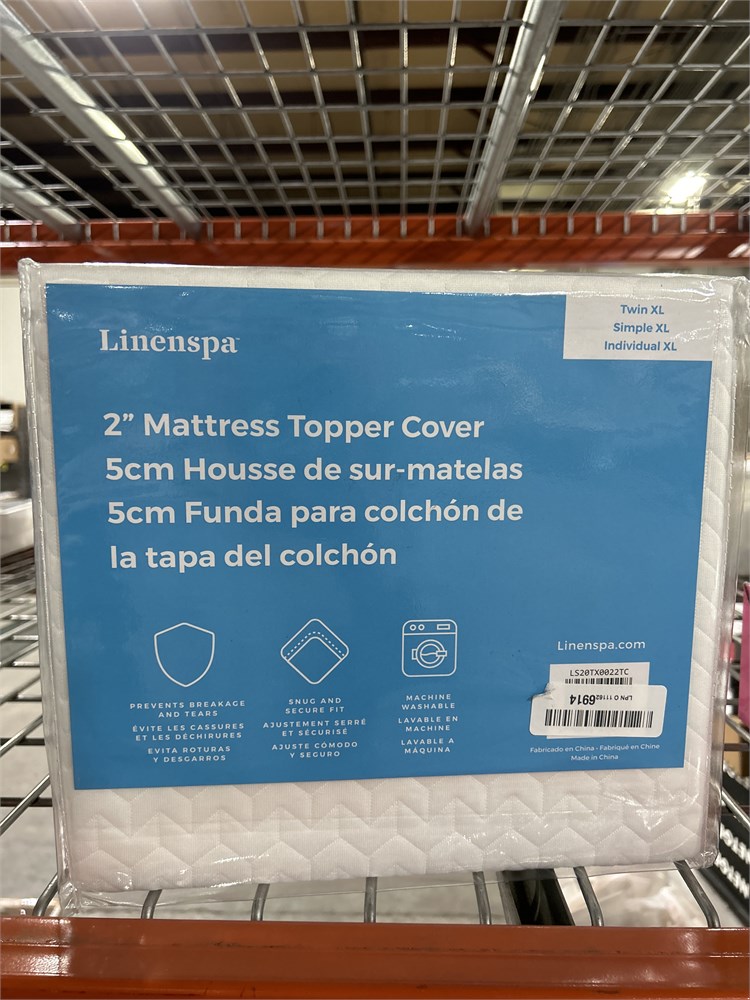 Linenspa
Twin XL
Simple XL
Individual XL
2” Mattress Topper Cover
5cm Housse de sur-matelas
5cm Funda para colchón de
la tapa del colchón
PREVENTS BREAKAGE
AND TEARS
ÉVITE LES CASSURES
ET LES DÉCHIRURES
EVITA ROTURAS
Y DESGARROS
SNUG AND
SECURE FIT
AJUSTEMENT SERRÉ
ET SÉCURISÉ
AJUSTE CÓMODO
Y SEGURO
MACHINE
WASHABLE
LAVABLE EN
MACHINE
LAVABLE A
MÁQUINA
Linenspa.com
LS20TX0022TC
6914
Fabricado en China - Fabriqué en Chine
Made in China